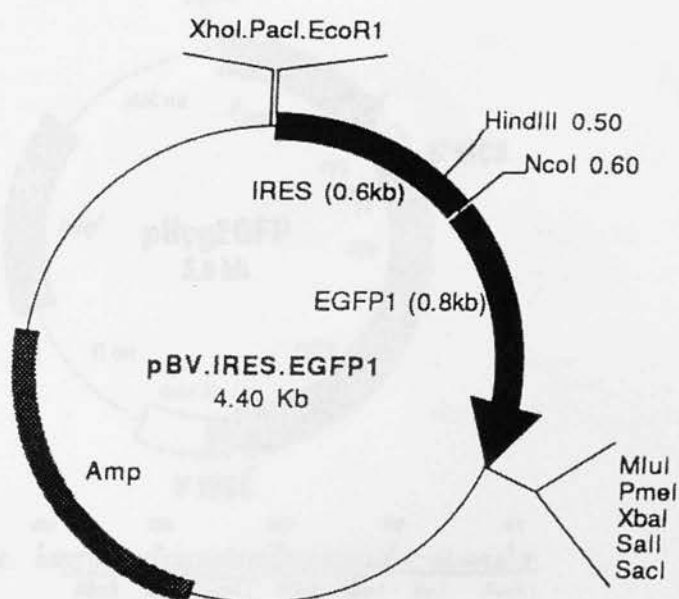 XhoI.PacI.EcoR1
HindIII 0.50
NcoI 0.60
IRES (0.6kb)
EGFP1 (0.8kb)
pBV.IRES.EGFP1
4.40 Kb
Amp
MluI
PmeI
XbaI
SalI
SacI